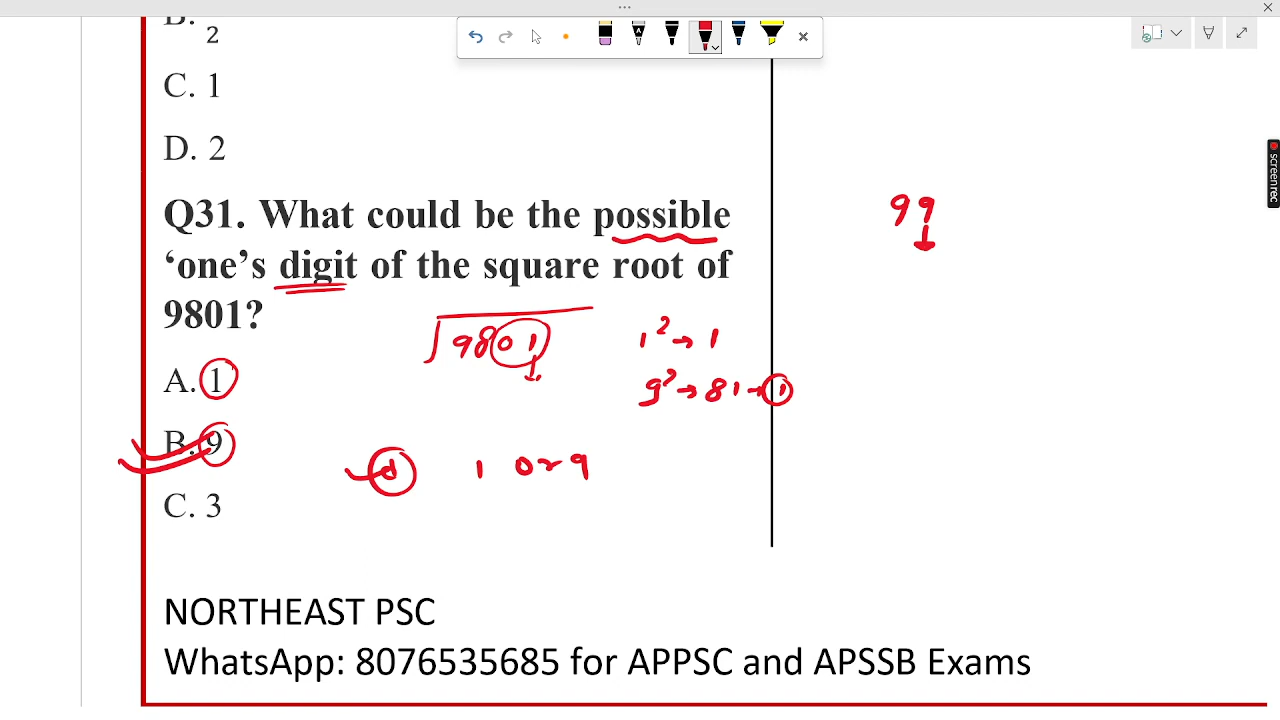 2
C. 1
D. 2
Q31. What could be the possible
‘one’s digit of the square root of
9801?
√9801
1² → 1
9² → 81 → 1
A. 1
B. 9
C. 3
1 or 9
99
NORTHEAST PSC
WhatsApp: 8076535685 for APPSC and APSSB Exams
screenrec